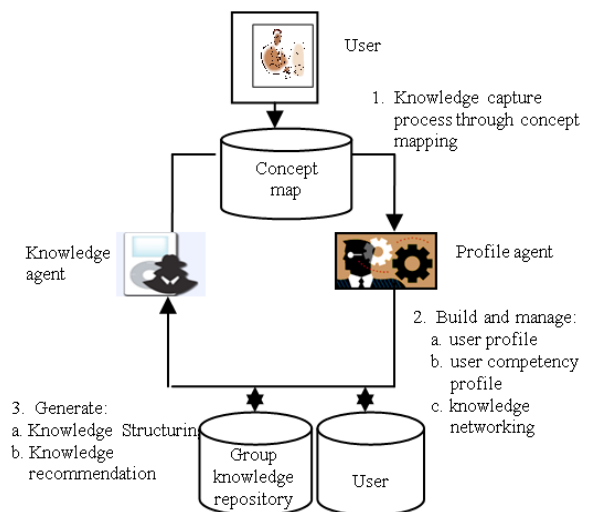 User
1. Knowledge capture
process through concept
mapping
Concept
map
Knowledge
agent
Profile agent
2. Build and manage:
a. user profile
b. user competency
profile
c. knowledge
networking
3. Generate:
a. Knowledge Structuring
b. Knowledge
recommendation
Group
knowledge
repository
User